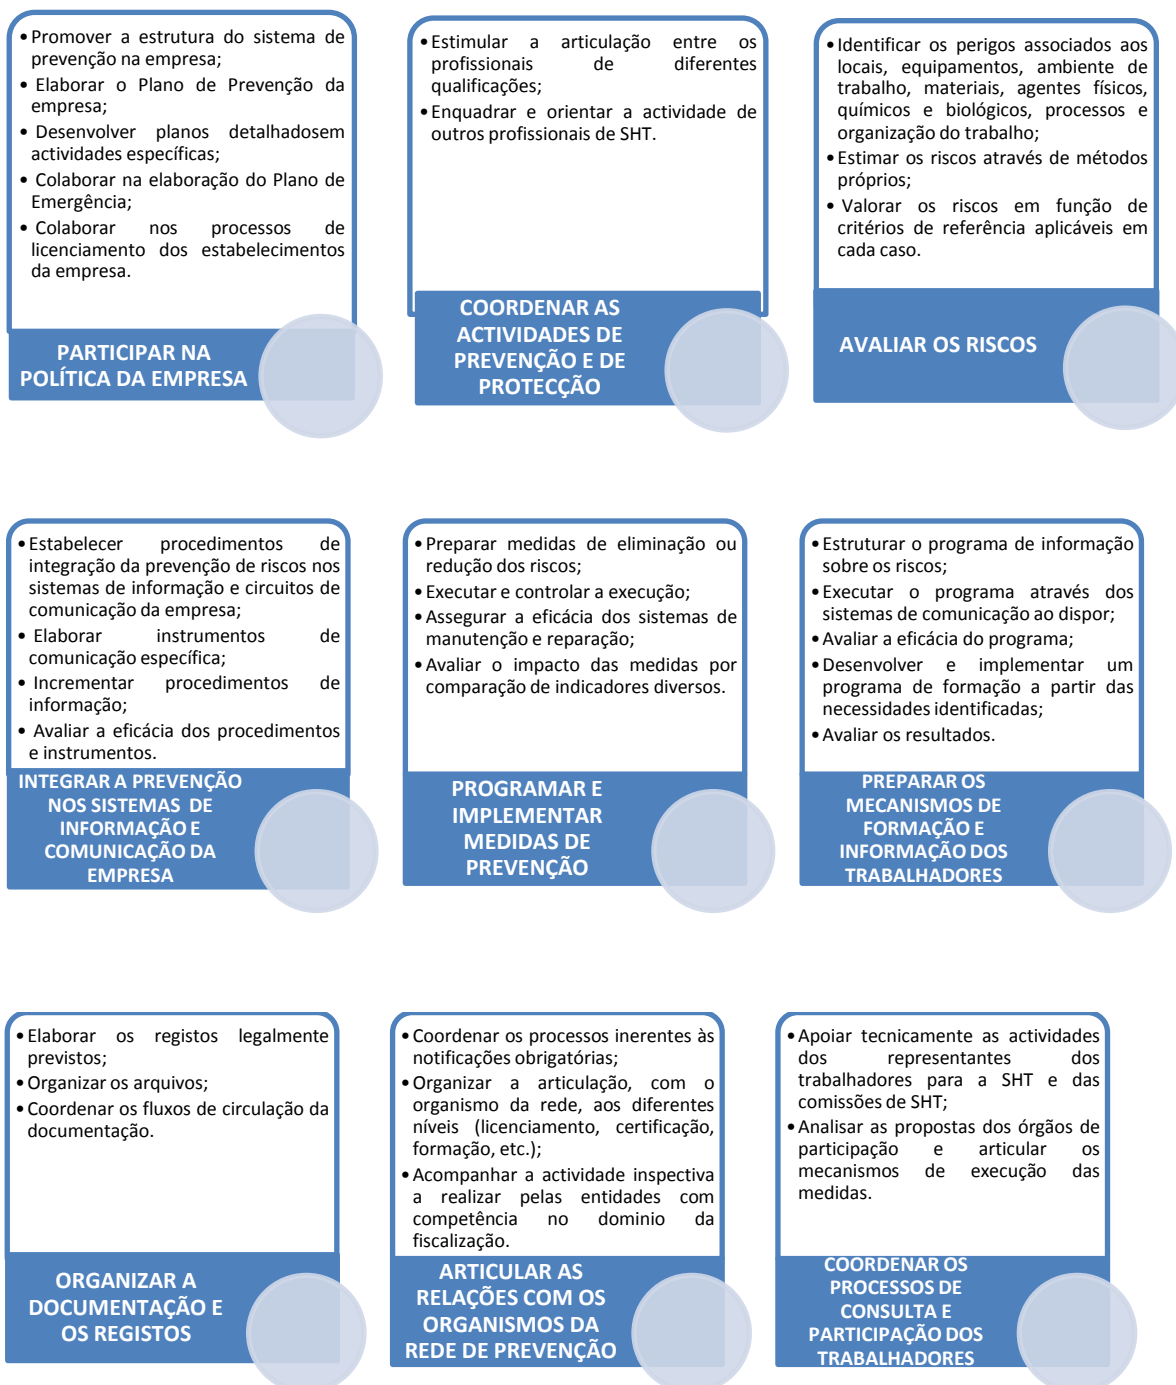 •Promover a estrutura do sistema de
prevenção na empresa;
• Elaborar o Plano de Prevenção da
empresa;
• Desenvolver planos detalhadosem
actividades específicas;
• Colaborar na elaboração do Plano de
Emergência;
• Colaborar nos processos de
licenciamento dos estabelecimentos
da empresa.
PARTICIPAR NA
POLÍTICA DA EMPRESA
•Estimular a articulação entre os
profissionais de diferentes
qualificações;
•Enquadrar e orientar a actividade de
outros profissionais de SHT.
COORDENAR AS
ACTIVIDADES DE
PREVENÇÃO E DE
PROTECÇÃO
•Identificar os perigos associados aos
locais, equipamentos, ambiente de
trabalho, materiais, agentes físicos,
químicos e biológicos, processos e
organização do trabalho;
•Estimar os riscos através de métodos
próprios;
• Valorar os riscos em função de
critérios de referência aplicáveis em
cada caso.
AVALIAR OS RISCOS
•Estabelecer procedimentos de
integração da prevenção de riscos nos
sistemas de informação e circuitos de
comunicação da empresa;
• Elaborar instrumentos de
comunicação específica;
• Incrementar procedimentos de
informação;
• Avaliar a eficácia dos procedimentos
e instrumentos.
INTEGRAR A PREVENÇÃO
NOS SISTEMAS DE
INFORMAÇÃO E
COMUNICAÇÃO DA
EMPRESA
•Preparar medidas de eliminação ou
redução dos riscos;
•Executar e controlar a execução;
•Assegurar a eficácia dos sistemas de
manutenção e reparação;
•Avaliar o impacto das medidas por
comparação de indicadores diversos.
PROGRAMAR E
IMPLEMENTAR
MEDIDAS DE
PREVENÇÃO
•Estruturar o programa de informação
sobre os riscos;
•Executar o programa através dos
sistemas de comunicação ao dispor;
•Avaliar a eficácia do programa;
•Desenvolver e implementar um
programa de formação a partir das
necessidades identificadas;
•Avaliar os resultados.
PREPARAR OS
MECANISMOS DE
FORMAÇÃO E
INFORMAÇÃO DOS
TRABALHADORES
•Elaborar os registos legalmente
previstos;
•Organizar os arquivos;
•Coordenar os fluxos de circulação da
documentação.
ORGANIZAR A
DOCUMENTAÇÃO E
OS REGISTOS
•Coordenar os processos inerentes às
notificações obrigatórias;
•Organizar a articulação, com o
organismo da rede, aos diferentes
níveis (licenciamento, certificação,
formação, etc.);
•Acompanhar a actividade inspectiva
a realizar pelas entidades com
competência no dominio da
fiscalização.
ARTICULAR AS
RELAÇÕES COM OS
ORGANISMOS DA
REDE DE PREVENÇÃO
•Apoiar tecnicamente as actividades
dos representantes dos
trabalhadores para a SHT e das
comissões de SHT;
•Analisar as propostas dos órgãos de
participação e articular os
mecanismos de execução das
medidas.
COORDENAR OS
PROCESSOS DE
CONSULTA E
PARTICIPAÇÃO DOS
TRABALHADORES